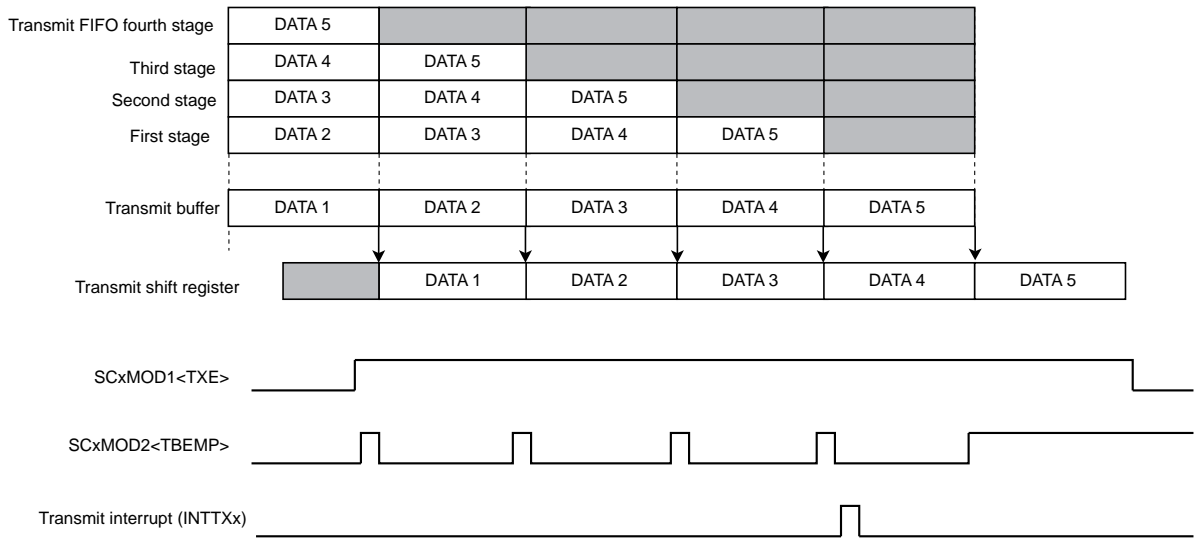 Transmit FIFO fourth stage DATA 5
Third stage DATA 4 DATA 5
Second stage DATA 3 DATA 4 DATA 5
First stage DATA 2 DATA 3 DATA 4 DATA 5
Transmit buffer DATA 1 DATA 2 DATA 3 DATA 4 DATA 5
Transmit shift register DATA 1 DATA 2 DATA 3 DATA 4 DATA 5
SCxMOD1<TXE>
SCxMOD2<TBEMP>
Transmit interrupt (INTTXx)